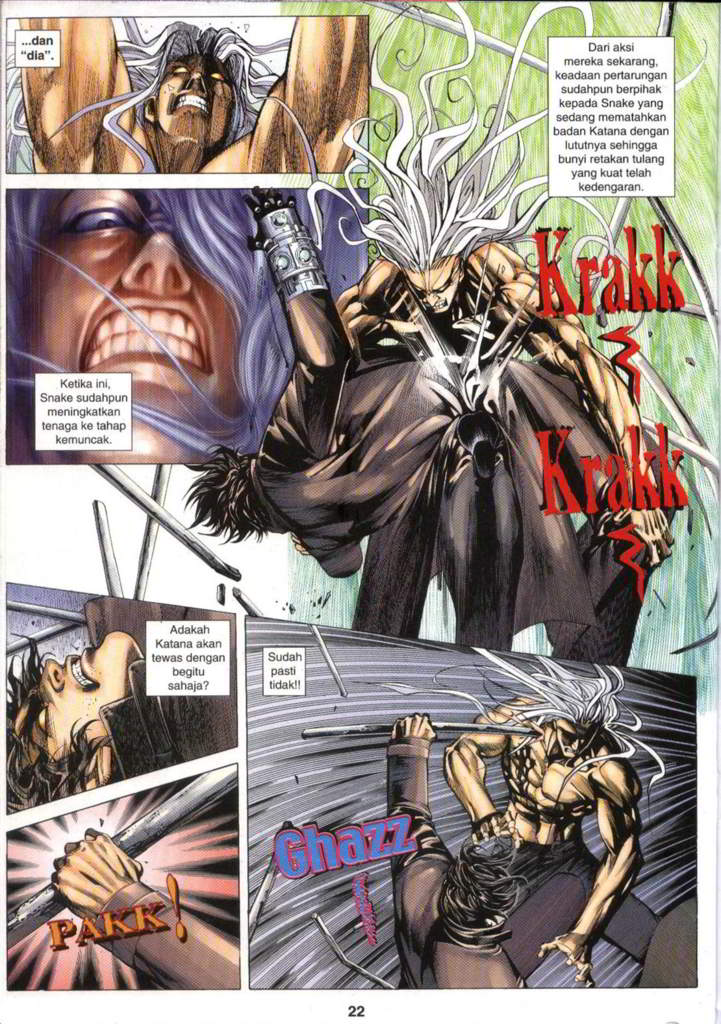 ...dan
"dia".
Dari aksi
mereka sekarang,
keadaan pertarungan
sudahpun berpihak
kepada Snake yang
sedang mematahkan
badan Katana dengan
lututnya sehingga
bunyi retakan tulang
yang kuat telah
kedengaran.
Krakk
Ketika ini,
Snake sudahpun
meningkatkan
tenaga ke tahap
kemuncak.
Krakk
Adakah
Katana akan
tewas dengan
begitu
sahaja?
Sudah
pasti
tidak!!
Ghazz
PAKK!
22